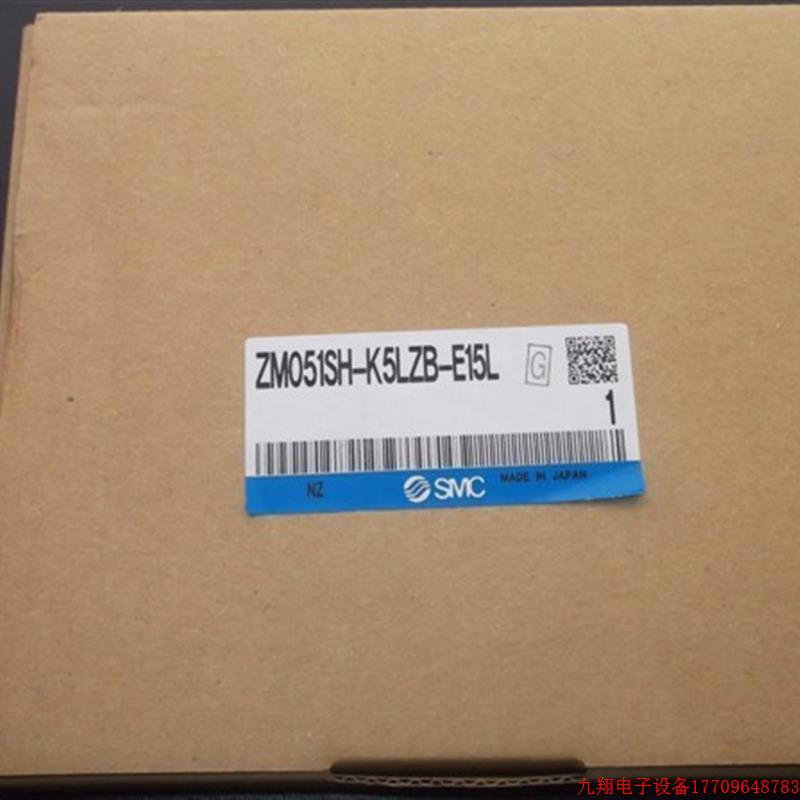 ZM051SH-K5LZB-E15L G
1
NZ SMC MADE IN JAPAN
九翔电子设备17709648783